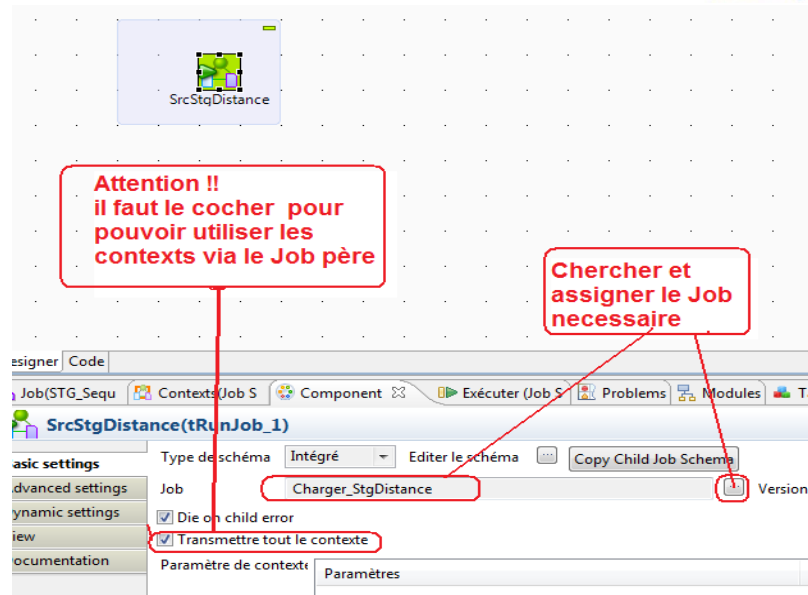 SrcStgDistance
Attention !!
il faut le cocher pour
pouvoir utiliser les
contexts via le Job père
Chercher et
assigner le Job
necessaire
esigner Code
Job(STG_Sequ Contexts(Job S Component Exécuter (Job S Problems Modules Ta
SrcStgDistance(tRunJob_1)
asic settings Type de schéma Intégré Editer le schéma ... Copy Child Job Schema
dvanced settings Job Charger_StgDistance ... Version
ynamic settings Die on child error
iew Transmettre tout le contexte
ocumentation Paramètre de contexte Paramètres